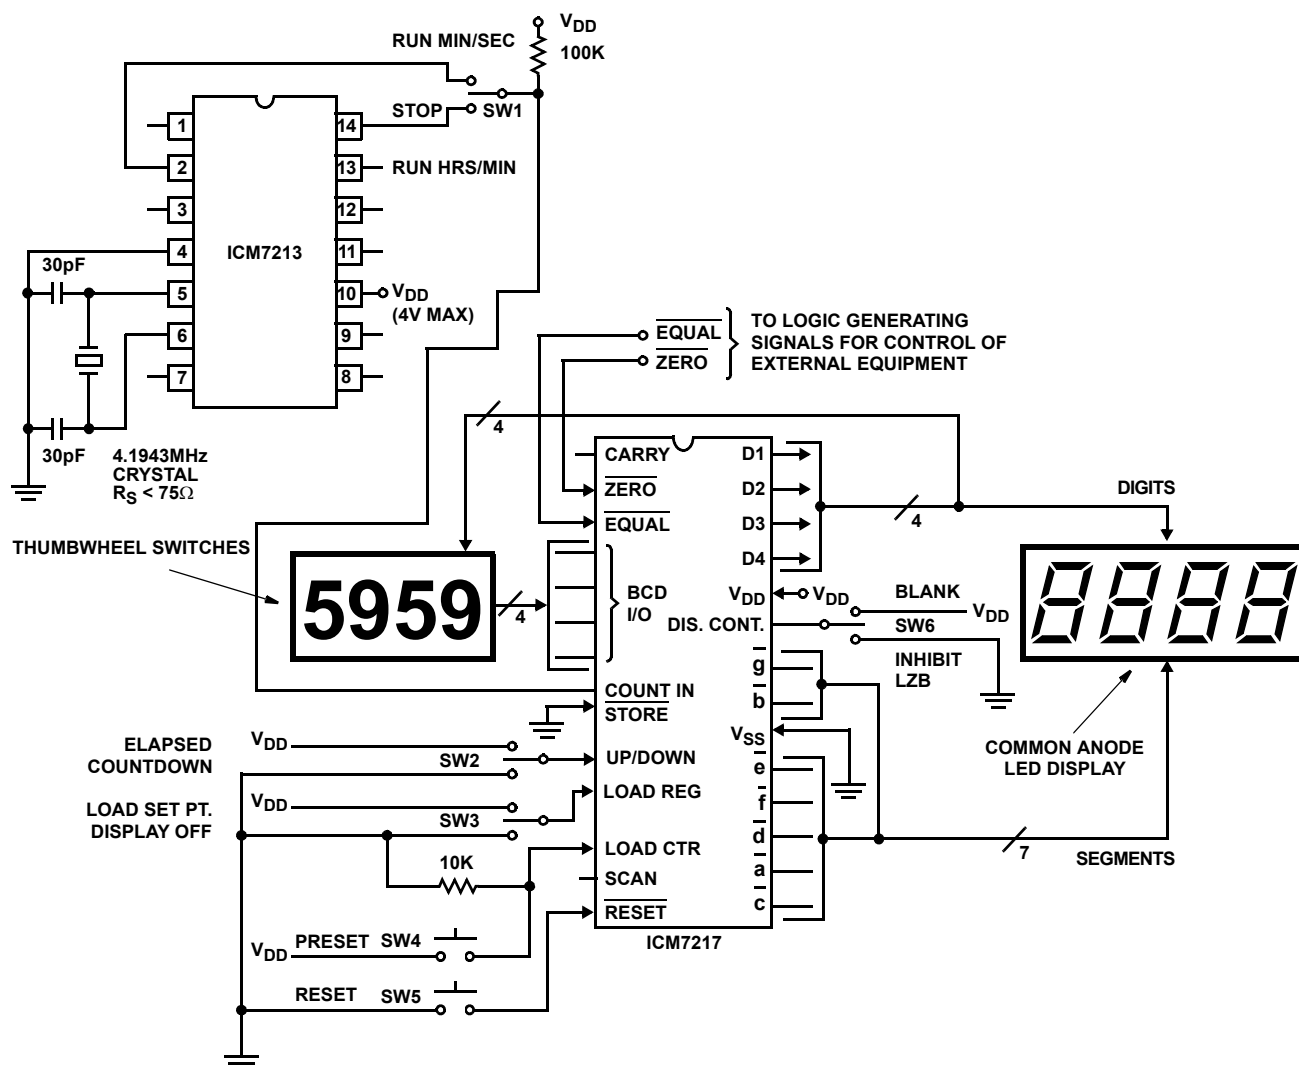 VDD
RUN MIN/SEC
100K
STOP
SW1
1
14
2
13
RUN HRS/MIN
3
12
ICM7213
4
11
30pF
5
10
VDD
(4V MAX)
6
9
7
8
30pF
4.1943MHz
CRYSTAL
RS < 75Ω
EQUAL
ZERO
TO LOGIC GENERATING
SIGNALS FOR CONTROL OF
EXTERNAL EQUIPMENT
4
CARRY
D1
ZERO
D2
EQUAL
D3
D4
4
DIGITS
THUMBWHEEL SWITCHES
5959
4
BCD
I/O
VDD
VDD
DIS. CONT.
BLANK
VDD
SW6
INHIBIT
LZB
8888
g
b
COUNT IN
STORE
VSS
COMMON ANODE
LED DISPLAY
ELAPSED
COUNTDOWN
VDD
SW2
UP/DOWN
e
LOAD SET PT.
DISPLAY OFF
VDD
SW3
LOAD REG
f
d
7
SEGMENTS
10K
LOAD CTR
a
SCAN
c
RESET
ICM7217
VDD
PRESET
SW4
RESET
SW5